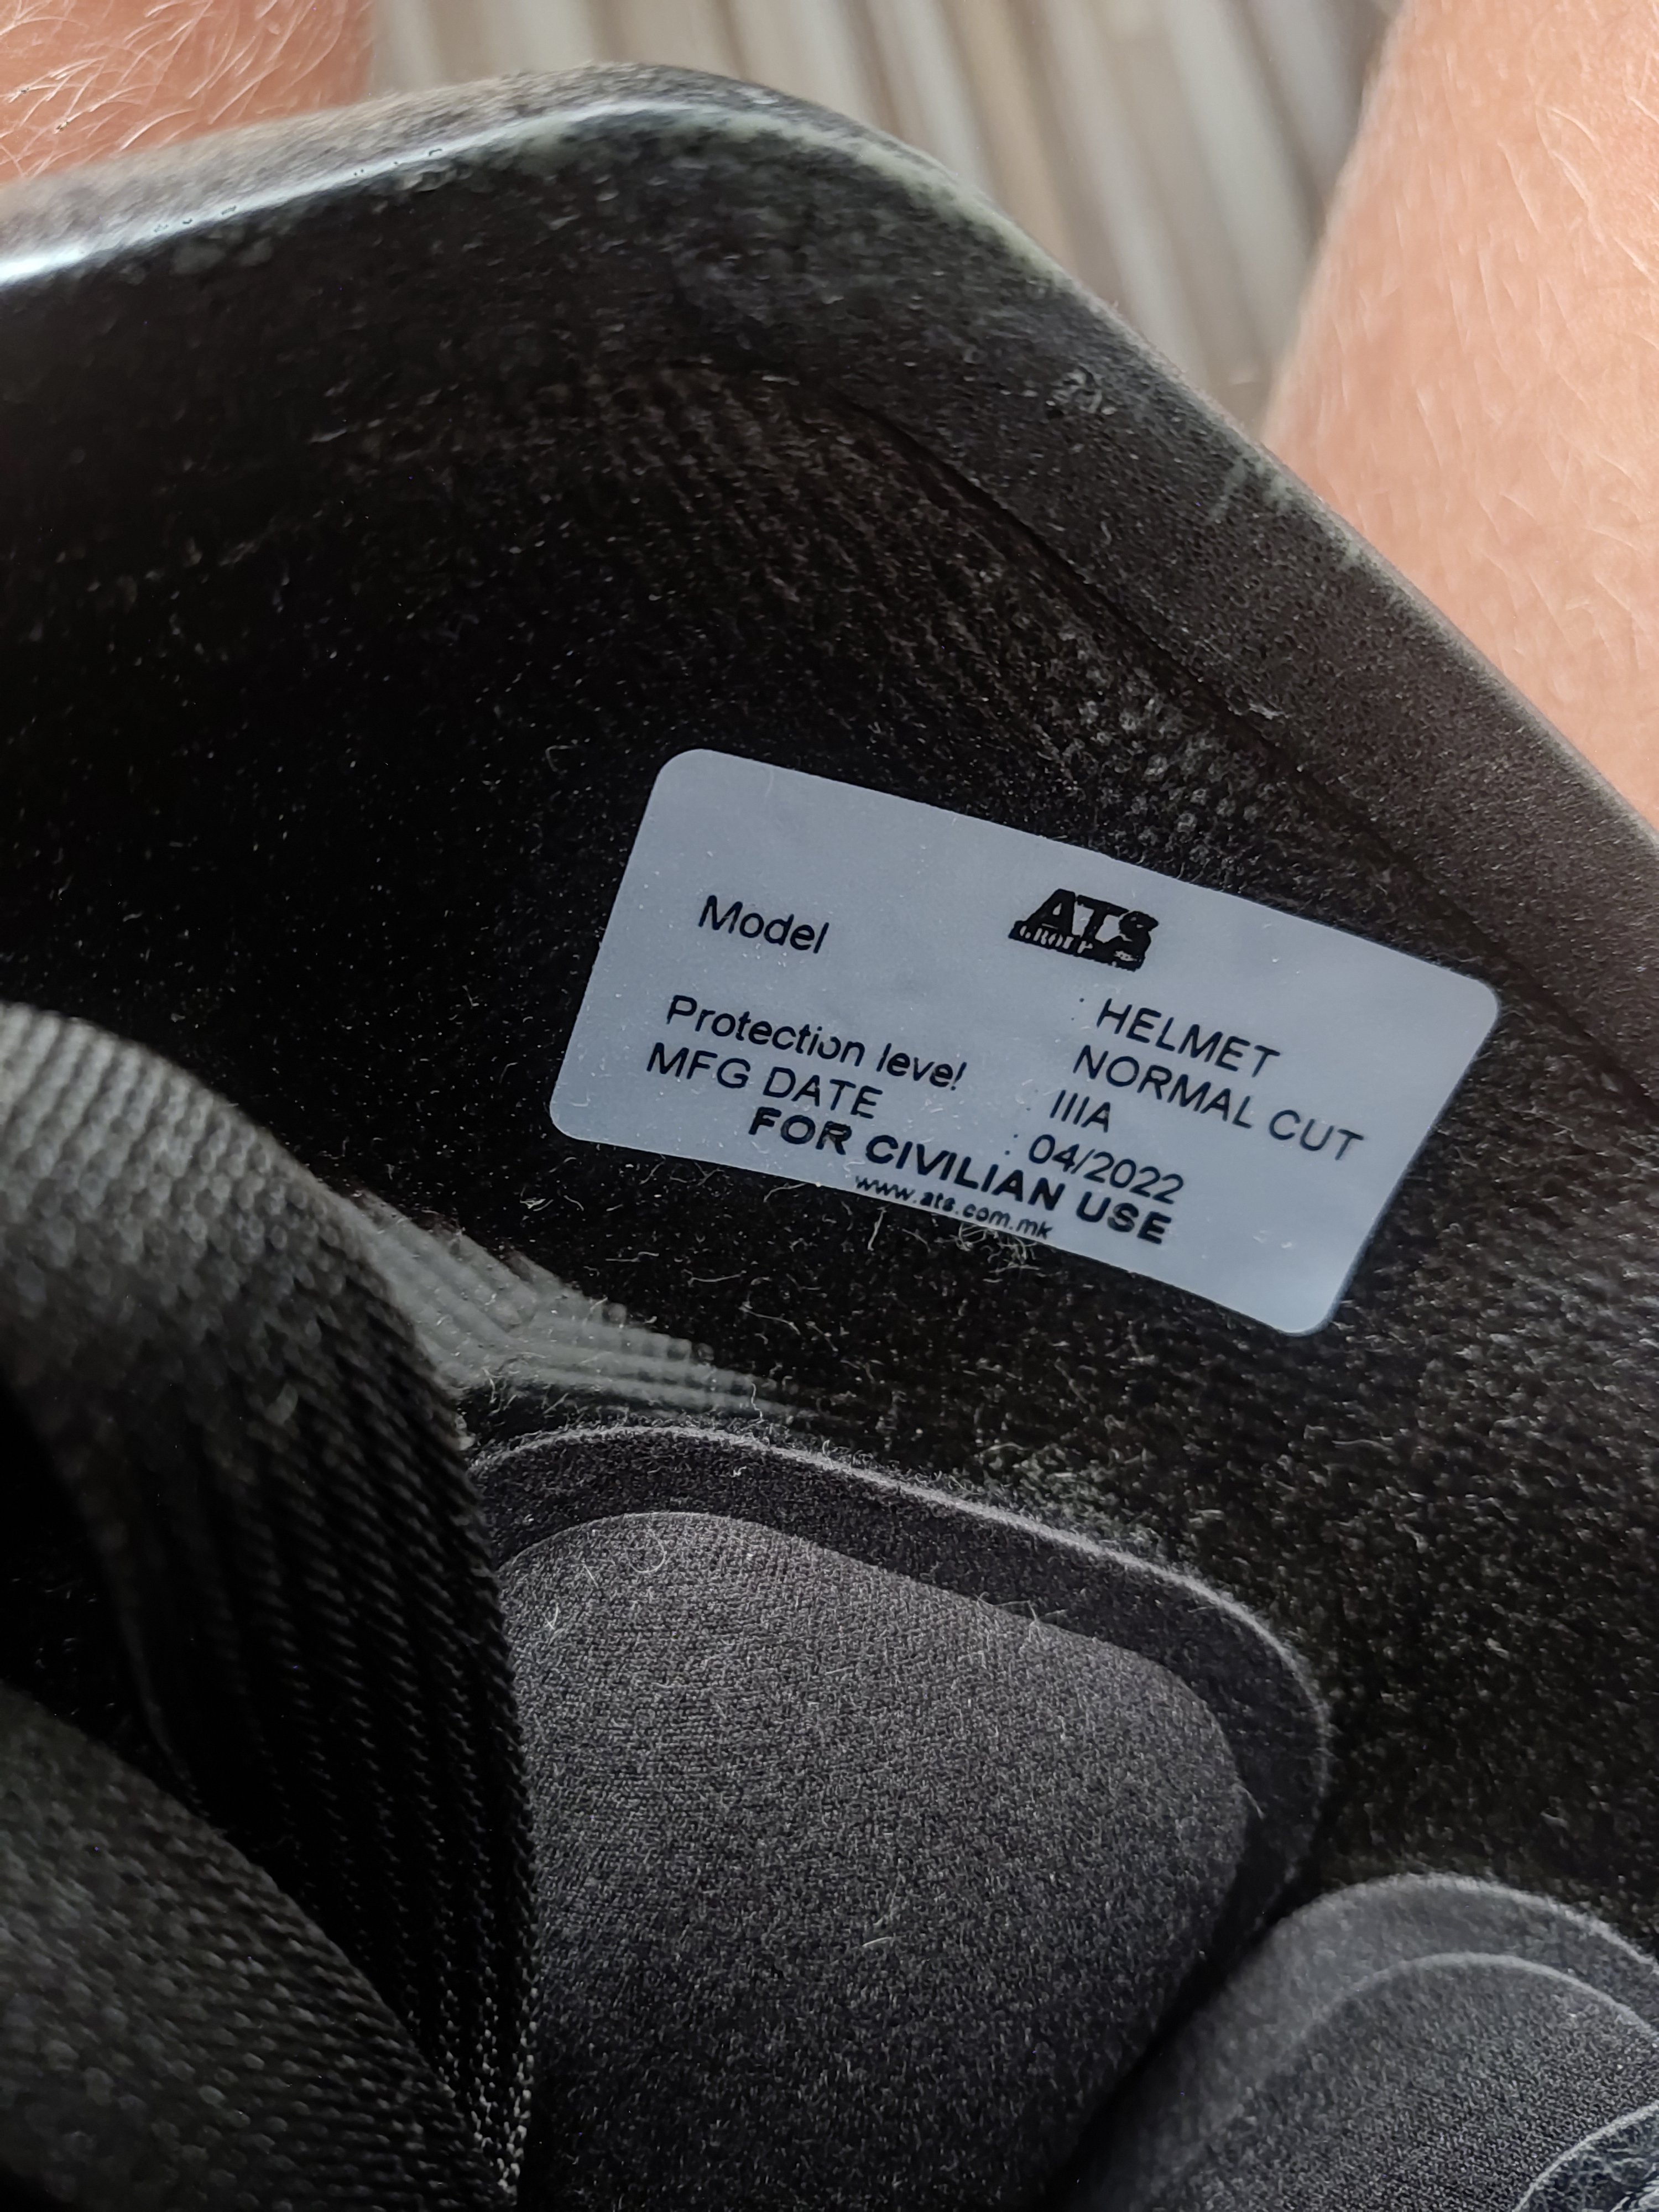 ATS
GROUP
Model : HELMET
NORMAL CUT
Protection level : IIIA
MFG DATE : 04/2022
FOR CIVILIAN USE
www.ats.com.mk